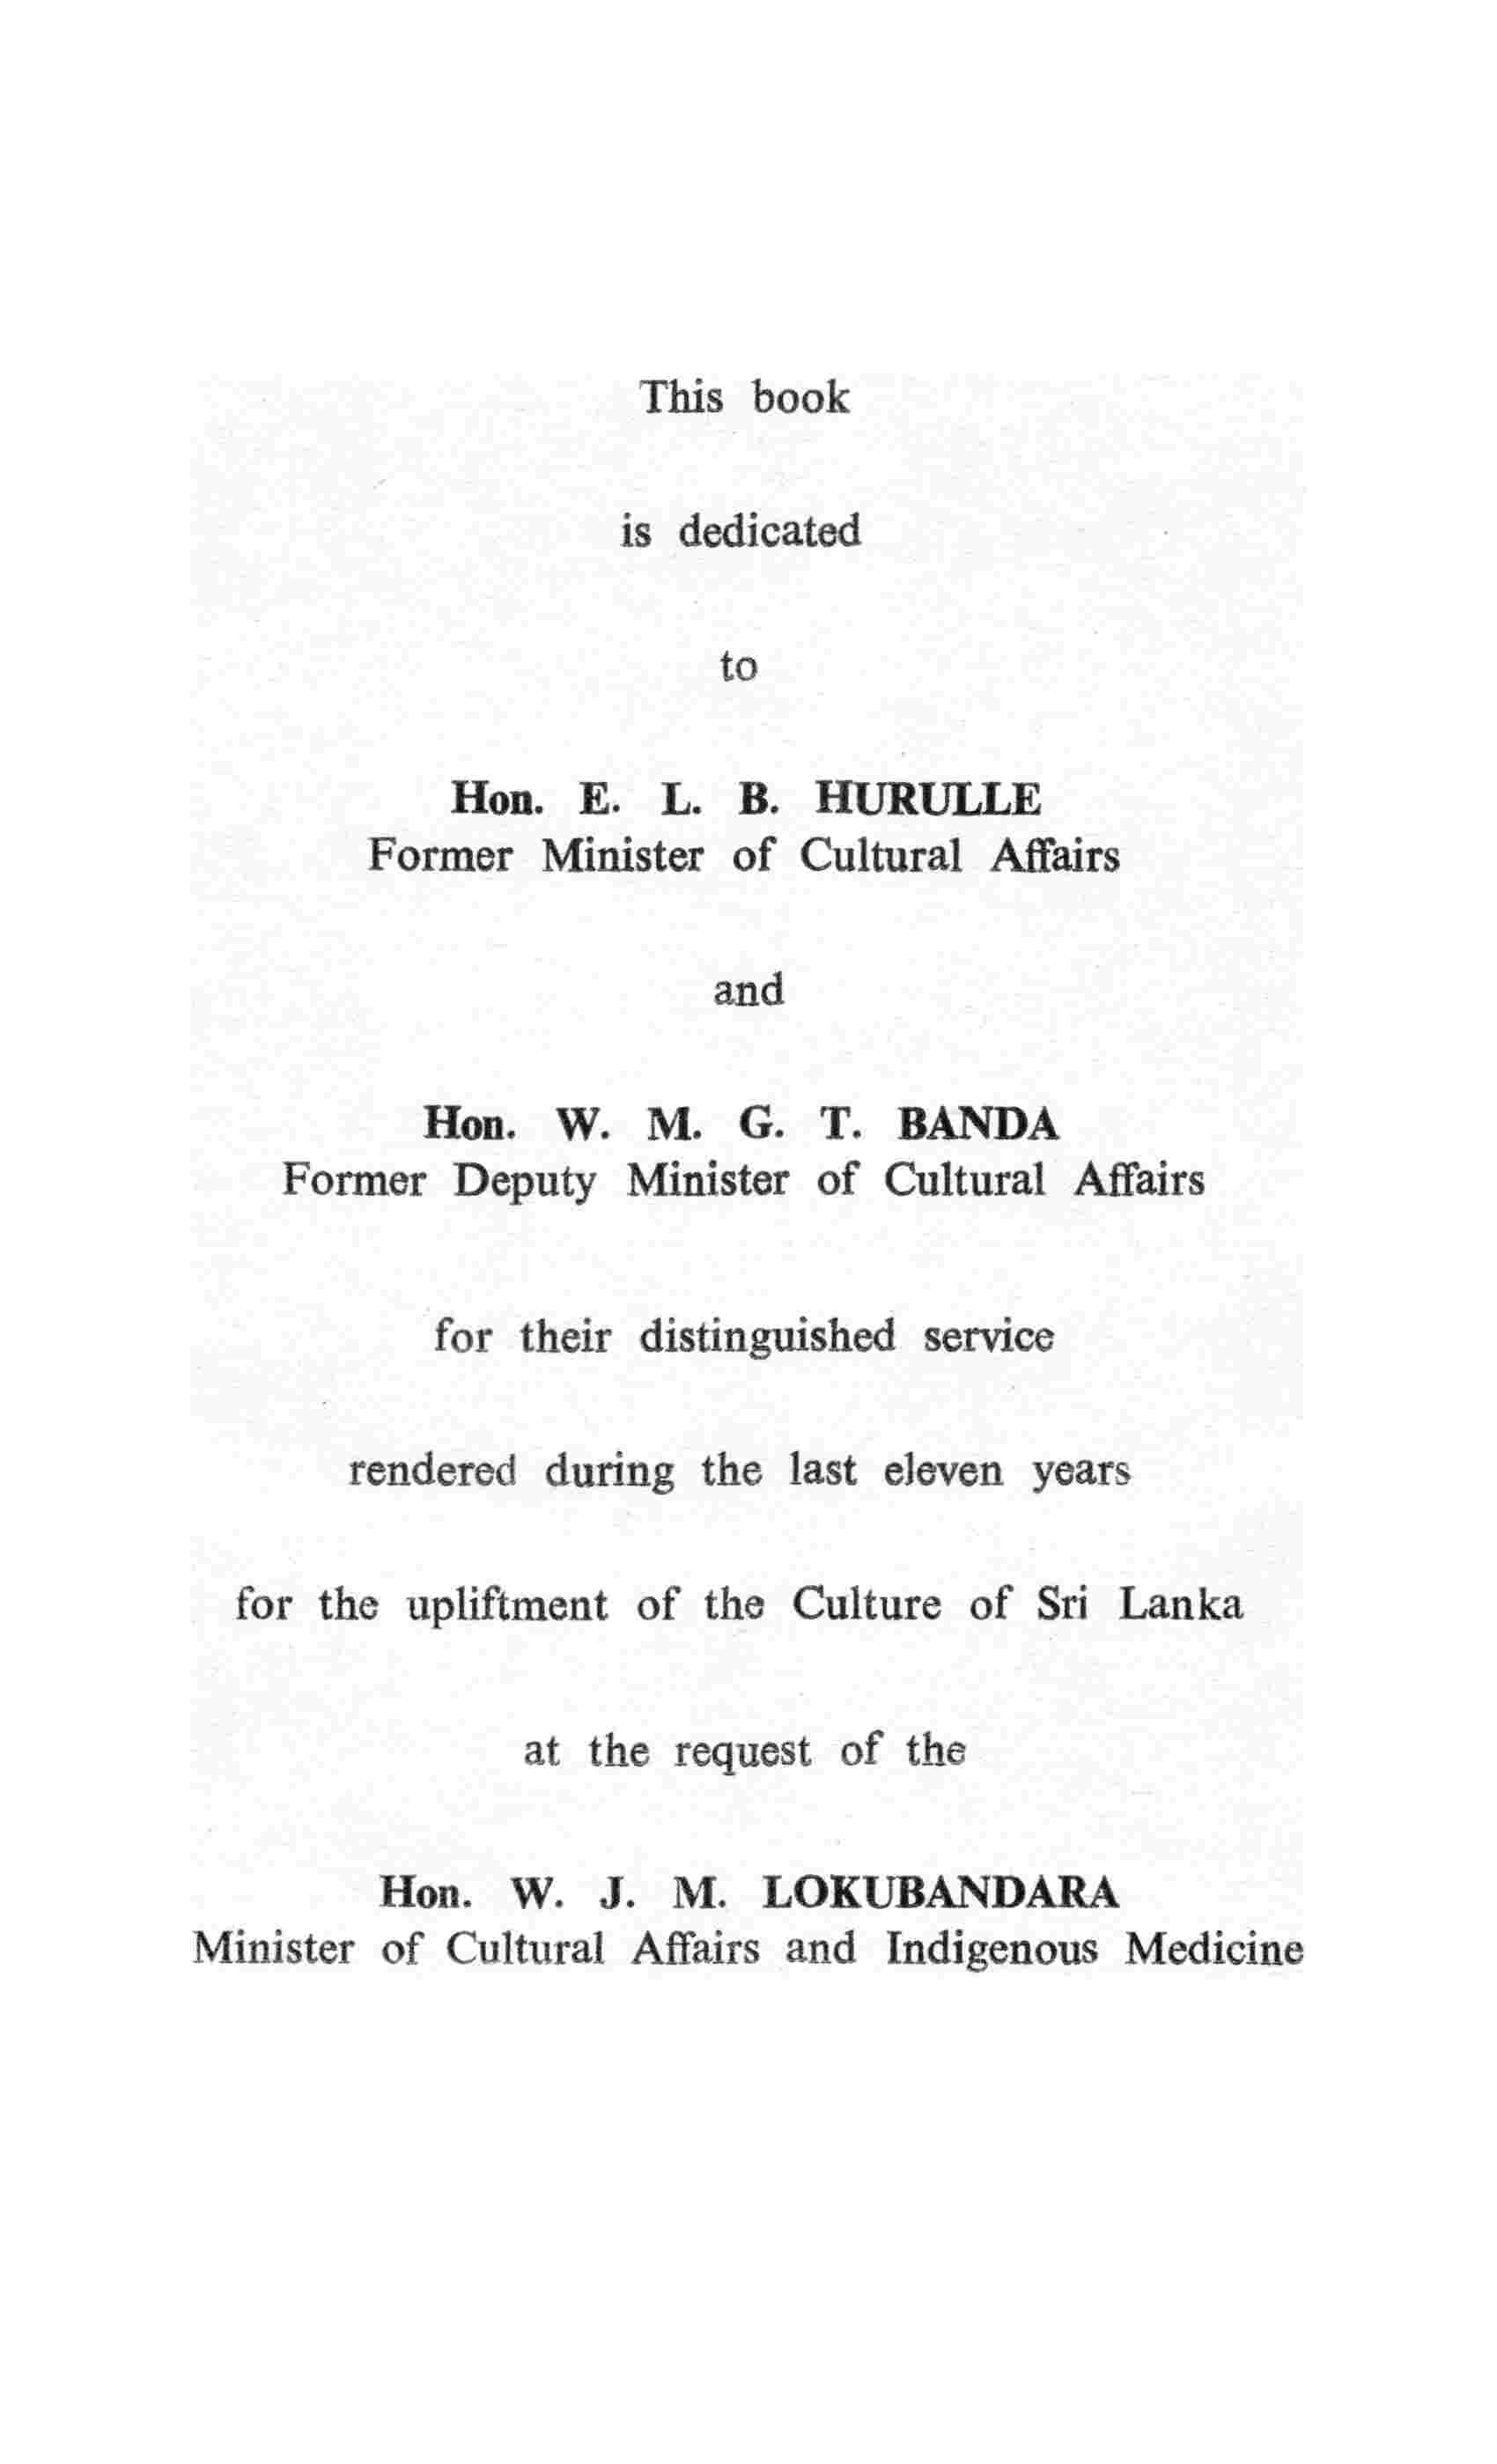 This book
is dedicated
to
Hon. E. L. B. HURULLE
Former Minister of Cultural Affairs
and
Hon. W. M. G. T. BANDA
Former Deputy Minister of Cultural Affairs
for their distinguished service
rendered during the last eleven years
for the upliftment of the Culture of Sri Lanka
at the request of the
Hon. W. J. M. LOKUBANDARA
Minister of Cultural Affairs and Indigenous Medicine